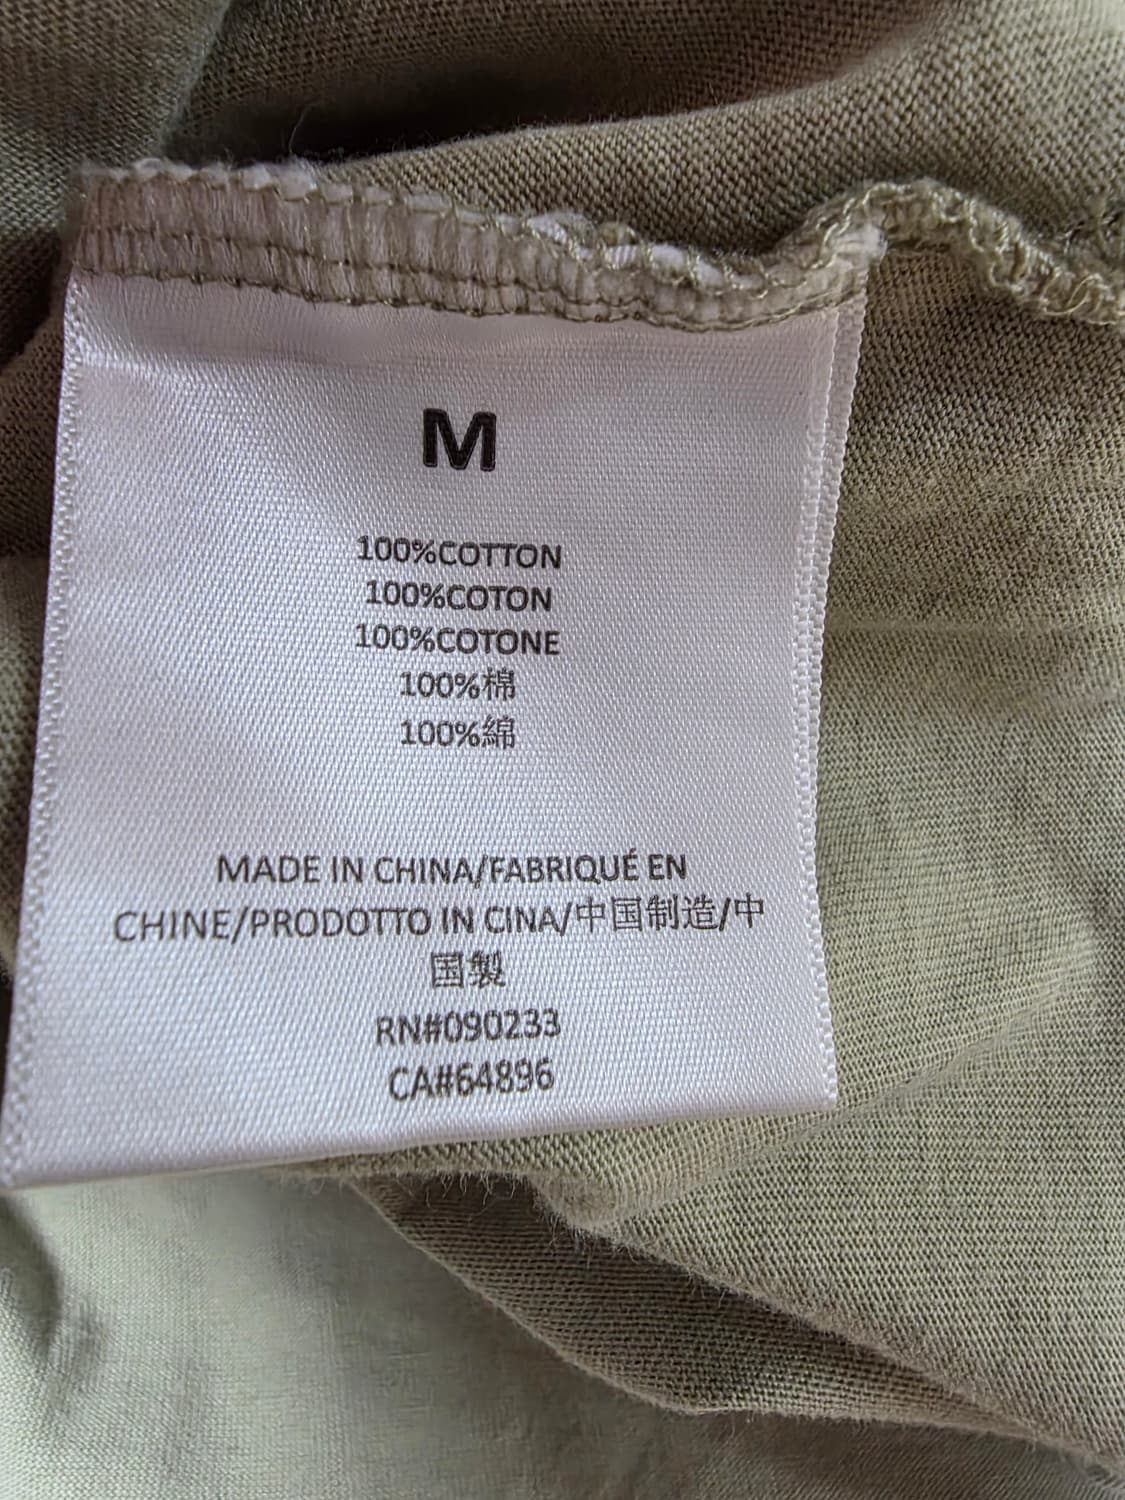 M
100%COTTON
100%COTON
100%COTONE
100%棉
100%綿
MADE IN CHINA/FABRIQUÉ EN
CHINE/PRODOTTO IN CINA/中国制造/中
国製
RN#090233
CA#64896